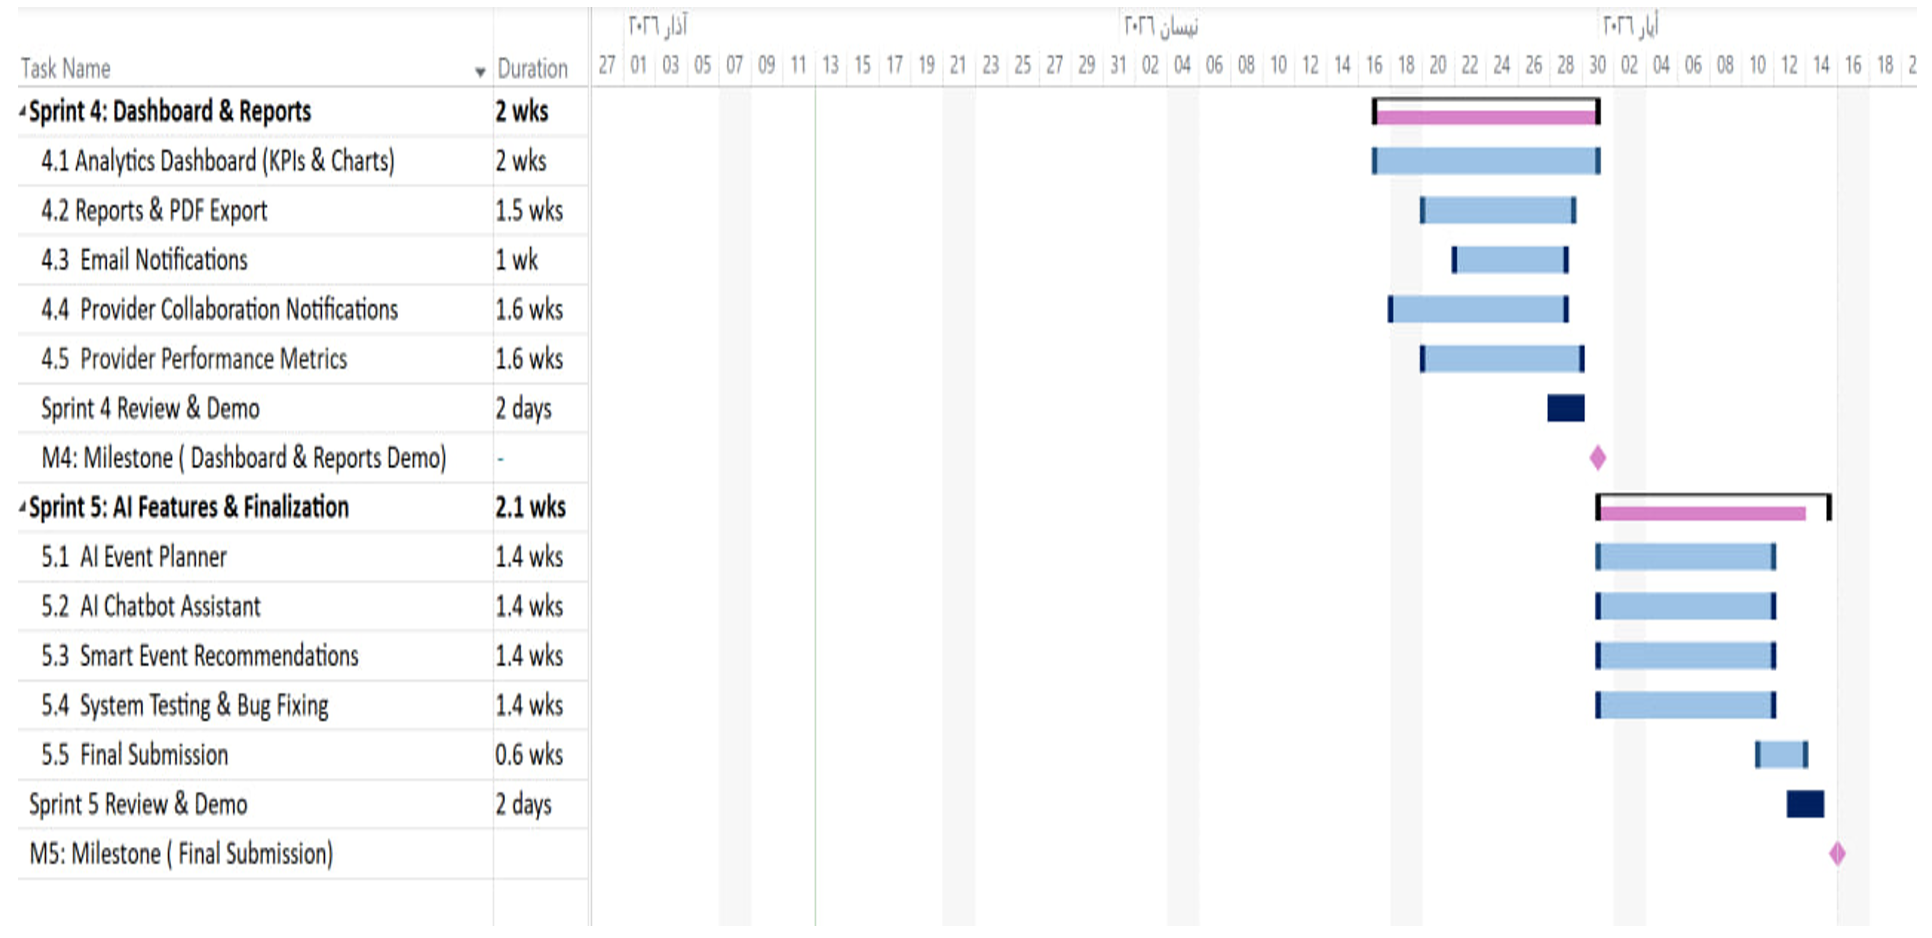 آذار ٢٠٢٦ نيسان ٢٠٢٦ أيار ٢٠٢٦
Task Name Duration 27 01 03 05 07 09 11 13 15 17 19 21 23 25 27 29 31 02 04 06 08 10 12 14 16 18 20 22 24 26 28 30 02 04 06 08 10 12 14 16 18 2
Sprint 4: Dashboard & Reports 2 wks
4.1 Analytics Dashboard (KPIs & Charts) 2 wks
4.2 Reports & PDF Export 1.5 wks
4.3 Email Notifications 1 wk
4.4 Provider Collaboration Notifications 1.6 wks
4.5 Provider Performance Metrics 1.6 wks
Sprint 4 Review & Demo 2 days
M4: Milestone ( Dashboard & Reports Demo) -
Sprint 5: AI Features & Finalization 2.1 wks
5.1 AI Event Planner 1.4 wks
5.2 AI Chatbot Assistant 1.4 wks
5.3 Smart Event Recommendations 1.4 wks
5.4 System Testing & Bug Fixing 1.4 wks
5.5 Final Submission 0.6 wks
Sprint 5 Review & Demo 2 days
M5: Milestone ( Final Submission)